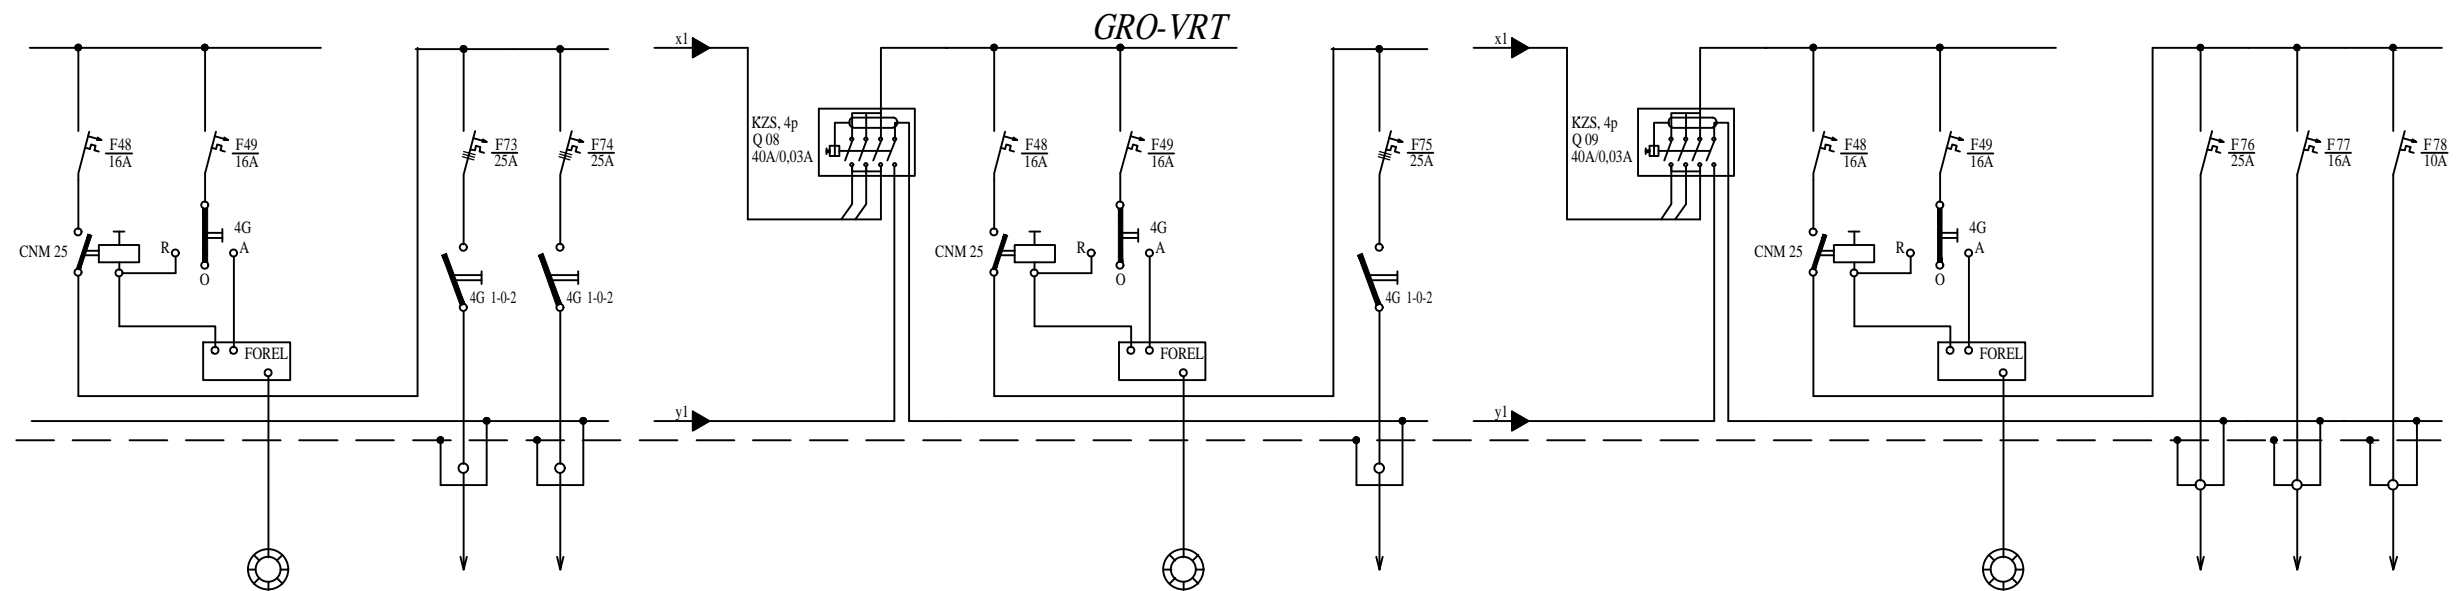 GRO-VRT
F48
16A
F49
16A
CNM 25
R
4G
A
O
FOREL
F73
25A
F74
25A
4G 1-0-2
4G 1-0-2
x1
KZS, 4p
Q 08
40A/0,03A
y1
F48
16A
F49
16A
CNM 25
R
4G
A
O
FOREL
F75
25A
4G 1-0-2
x1
KZS, 4p
Q 09
40A/0,03A
y1
F48
16A
F49
16A
CNM 25
R
4G
A
O
FOREL
F76
25A
F77
16A
F78
10A